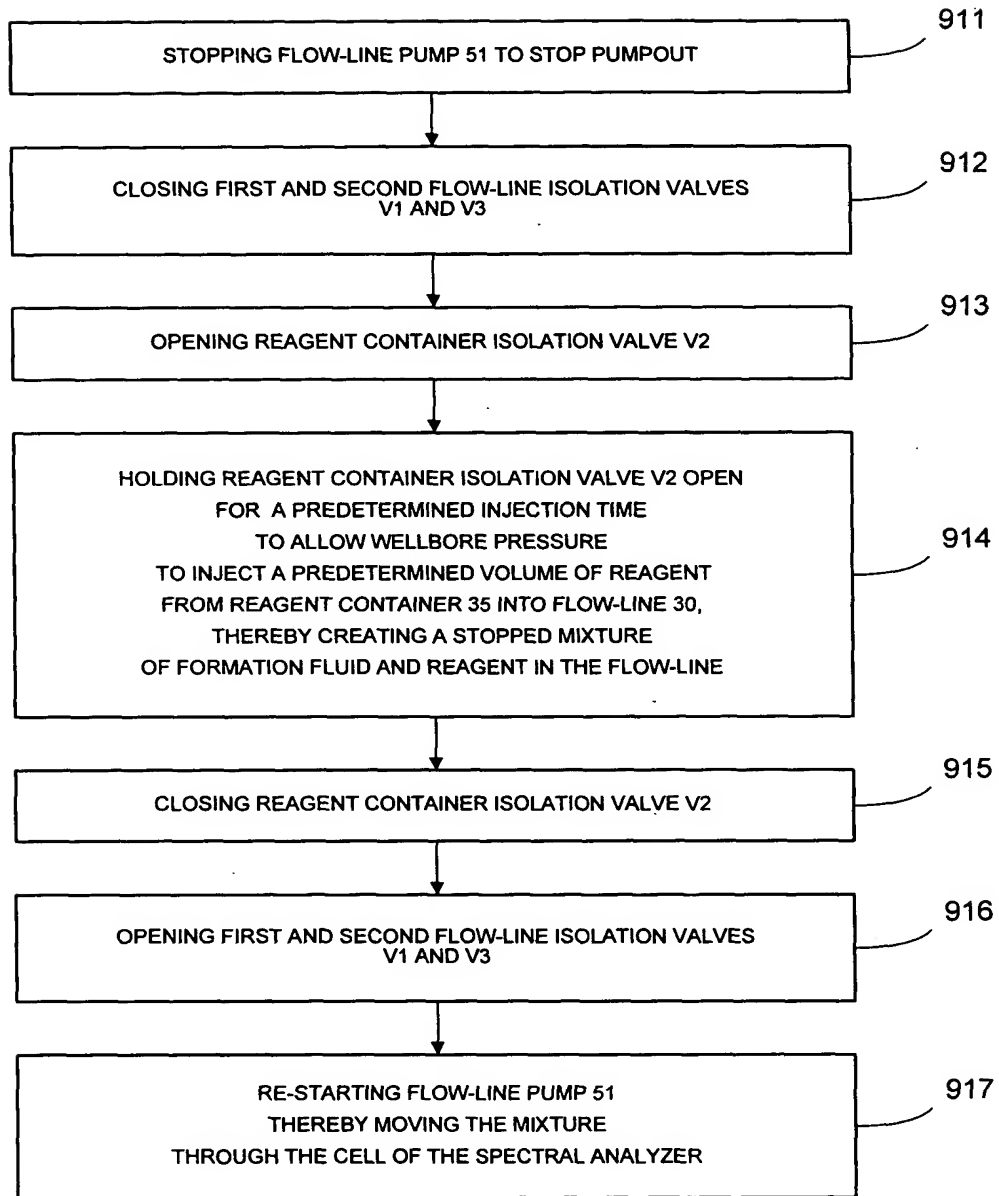 911
STOPPING FLOW-LINE PUMP 51 TO STOP PUMPOUT
912
CLOSING FIRST AND SECOND FLOW-LINE ISOLATION VALVES
V1 AND V3
913
OPENING REAGENT CONTAINER ISOLATION VALVE V2
HOLDING REAGENT CONTAINER ISOLATION VALVE V2 OPEN
FOR A PREDETERMINED INJECTION TIME
TO ALLOW WELLBORE PRESSURE
914
TO INJECT A PREDETERMINED VOLUME OF REAGENT
FROM REAGENT CONTAINER 35 INTO FLOW-LINE 30,
THEREBY CREATING A STOPPED MIXTURE
OF FORMATION FLUID AND REAGENT IN THE FLOW-LINE
915
CLOSING REAGENT CONTAINER ISOLATION VALVE V2
916
OPENING FIRST AND SECOND FLOW-LINE ISOLATION VALVES
V1 AND V3
917
RE-STARTING FLOW-LINE PUMP 51
THEREBY MOVING THE MIXTURE
THROUGH THE CELL OF THE SPECTRAL ANALYZER